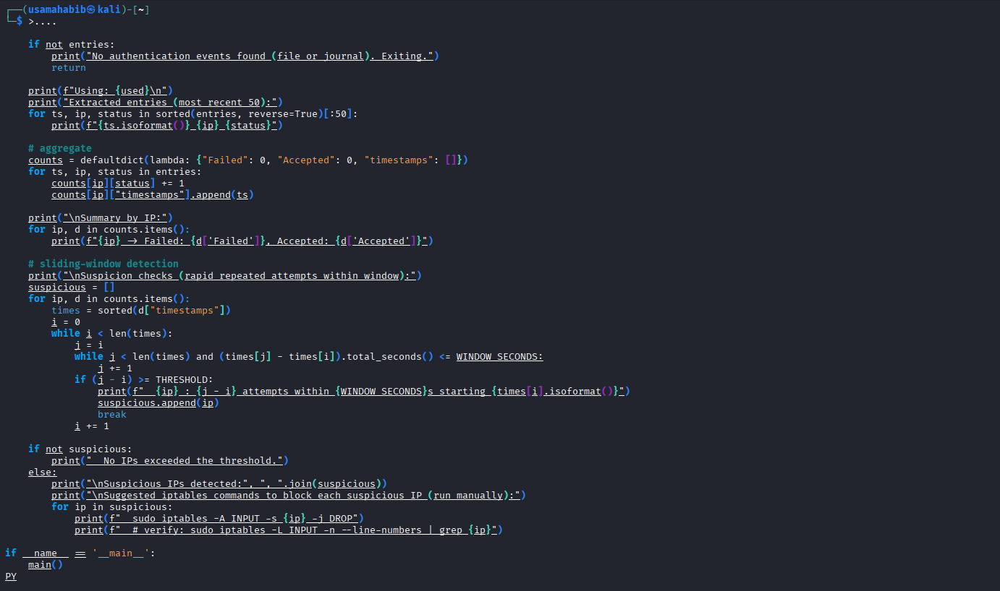 ┌──(usamahabib㉿kali)-[~]
└─$ >....
    if not entries:
        print("No authentication events found (file or journal). Exiting.")
        return
    print(f"Using: {used}\n")
    print("Extracted entries (most recent 50):")
    for ts, ip, status in sorted(entries, reverse=True)[:50]:
        print(f"{ts.isoformat()} {ip} {status}")
    # aggregate
    counts = defaultdict(lambda: {"Failed": 0, "Accepted": 0, "timestamps": []})
    for ts, ip, status in entries:
        counts[ip][status] += 1
        counts[ip]["timestamps"].append(ts)
    print("\nSummary by IP:")
    for ip, d in counts.items():
        print(f"{ip} -> Failed: {d['Failed']}, Accepted: {d['Accepted']}")
    # sliding-window detection
    print("\nSuspicion checks (rapid repeated attempts within window):")
    suspicious = []
    for ip, d in counts.items():
        times = sorted(d["timestamps"])
        i = 0
        while i < len(times):
            j = i
            while j < len(times) and (times[j] - times[i]).total_seconds() <= WINDOW_SECONDS:
                j += 1
            if (j - i) >= THRESHOLD:
                print(f"  {ip} : {j - i} attempts within {WINDOW_SECONDS}s starting {times[i].isoformat()}")
                suspicious.append(ip)
                break
            i += 1
    if not suspicious:
        print("  No IPs exceeded the threshold.")
    else:
        print("\nSuspicious IPs detected:", ", ".join(suspicious))
        print("\nSuggested iptables commands to block each suspicious IP (run manually):")
        for ip in suspicious:
            print(f"  sudo iptables -A INPUT -s {ip} -j DROP")
            print(f"  # verify: sudo iptables -L INPUT -n --line-numbers | grep {ip}")
if __name__ == '__main__':
    main()
PY